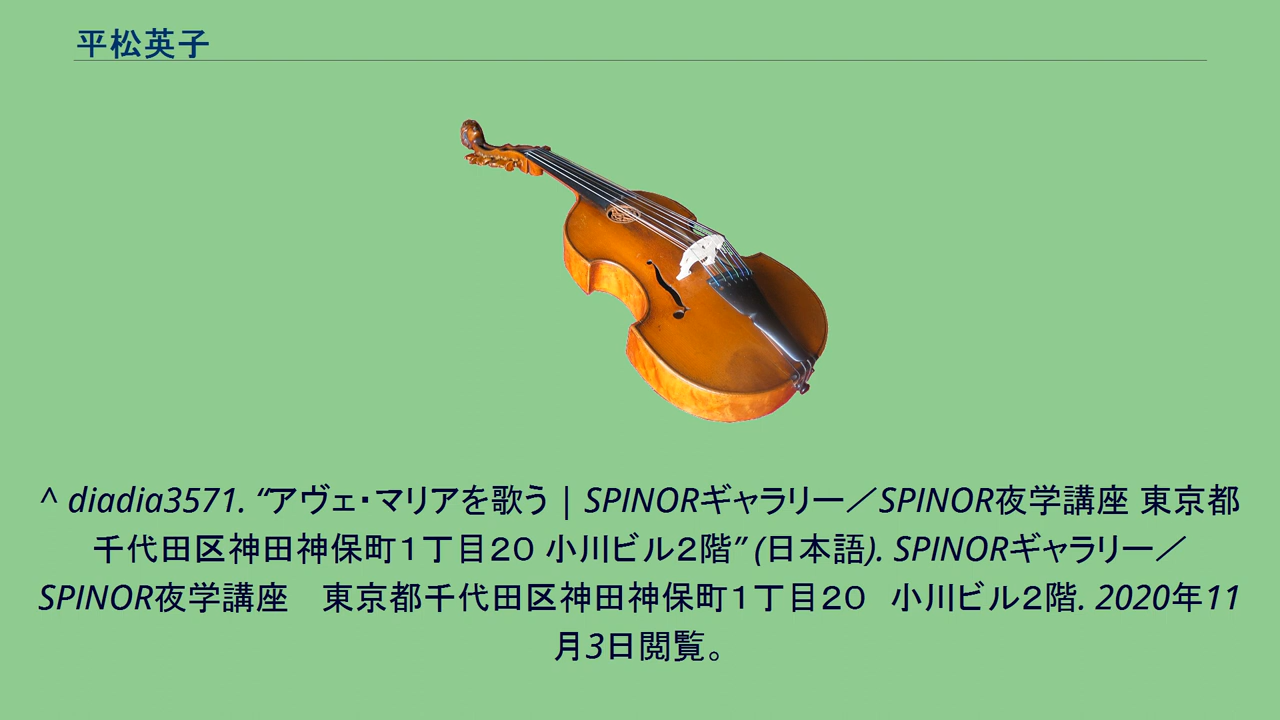 平松英子
^ diadia3571. “アヴェ・マリアを歌う | SPINORギャラリー／SPINOR夜学講座 東京都
千代田区神田神保町１丁目２０ 小川ビル２階” (日本語). SPINORギャラリー／
SPINOR夜学講座　東京都千代田区神田神保町１丁目２０　小川ビル２階. 2020年11
月3日閲覧。